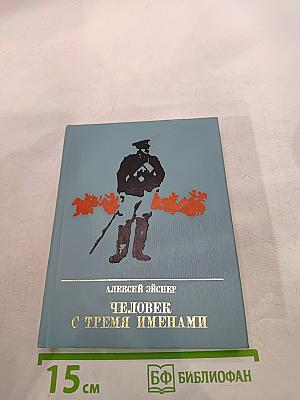 АЛЕКСЕЙ ЭЙСНЕР
ЧЕЛОВЕК
С ТРЕМЯ ИМЕНАМИ
15 см
БФ БИБЛИОФАН